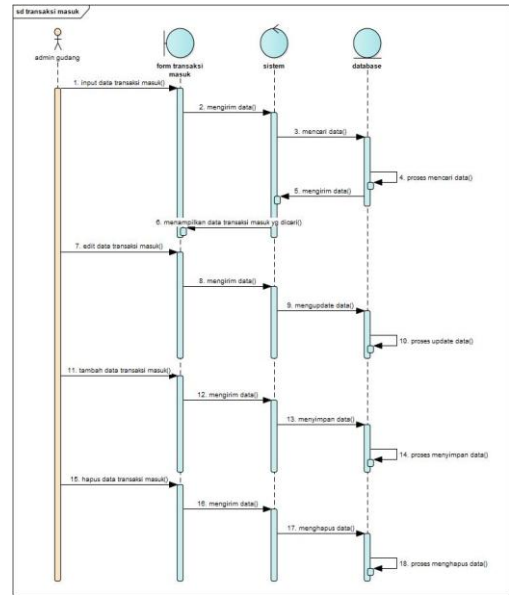 sd transaksi masuk
admin gudang
form transaksi
masuk
sistem
database
1. input data transaksi masuk()
2. mengirim data()
3. mencari data()
4. proses mencari data()
5. mengirim data()
6. menampilkan data transaksi masuk yg dicari()
7. edit data transaksi masuk()
8. mengirim data()
9. mengupdate data()
10. proses update data()
11. tambah data transaksi masuk()
12. mengirim data()
13. menyimpan data()
14. proses menyimpan data()
15. hapus data transaksi masuk()
16. mengirim data()
17. menghapus data()
18. proses menghapus data()